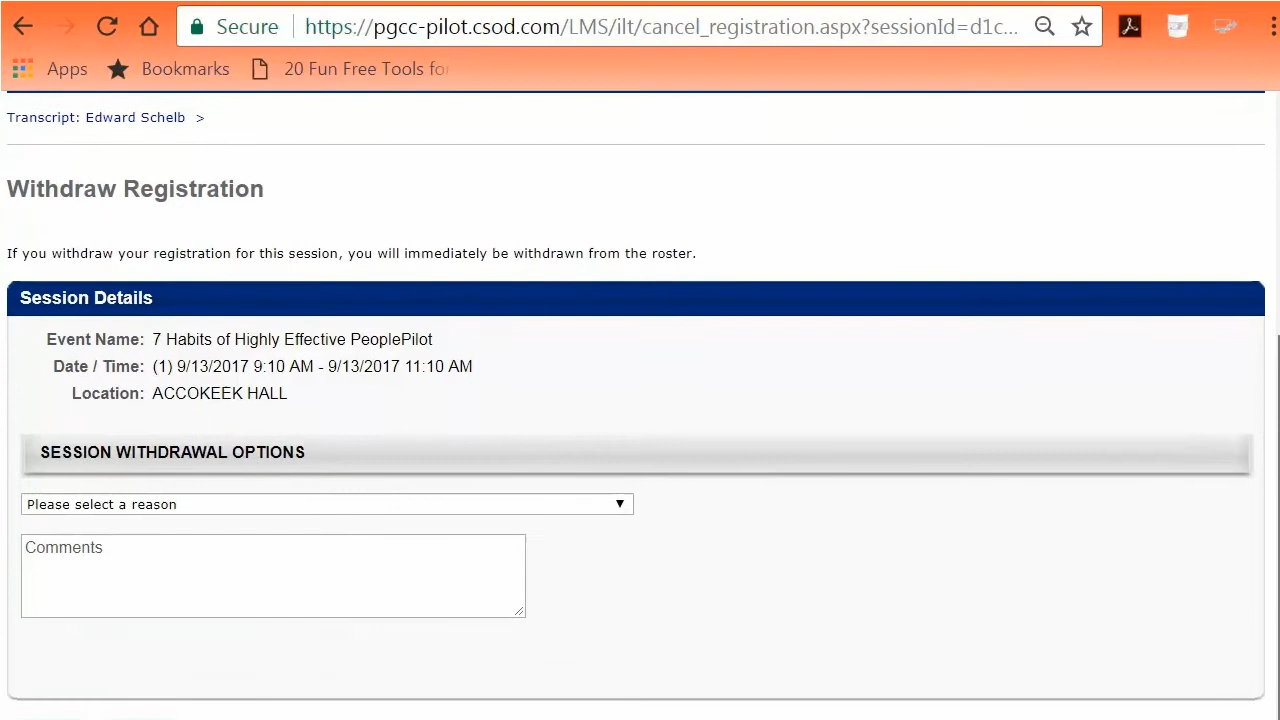 Secure https://pgcc-pilot.csod.com/LMS/ilt/cancel_registration.aspx?sessionId=d1c...
Apps Bookmarks 20 Fun Free Tools for
Transcript: Edward Schelb >
Withdraw Registration
If you withdraw your registration for this session, you will immediately be withdrawn from the roster.
Session Details
Event Name: 7 Habits of Highly Effective PeoplePilot
Date / Time: (1) 9/13/2017 9:10 AM - 9/13/2017 11:10 AM
Location: ACCOKEEK HALL
SESSION WITHDRAWAL OPTIONS
Please select a reason
Comments